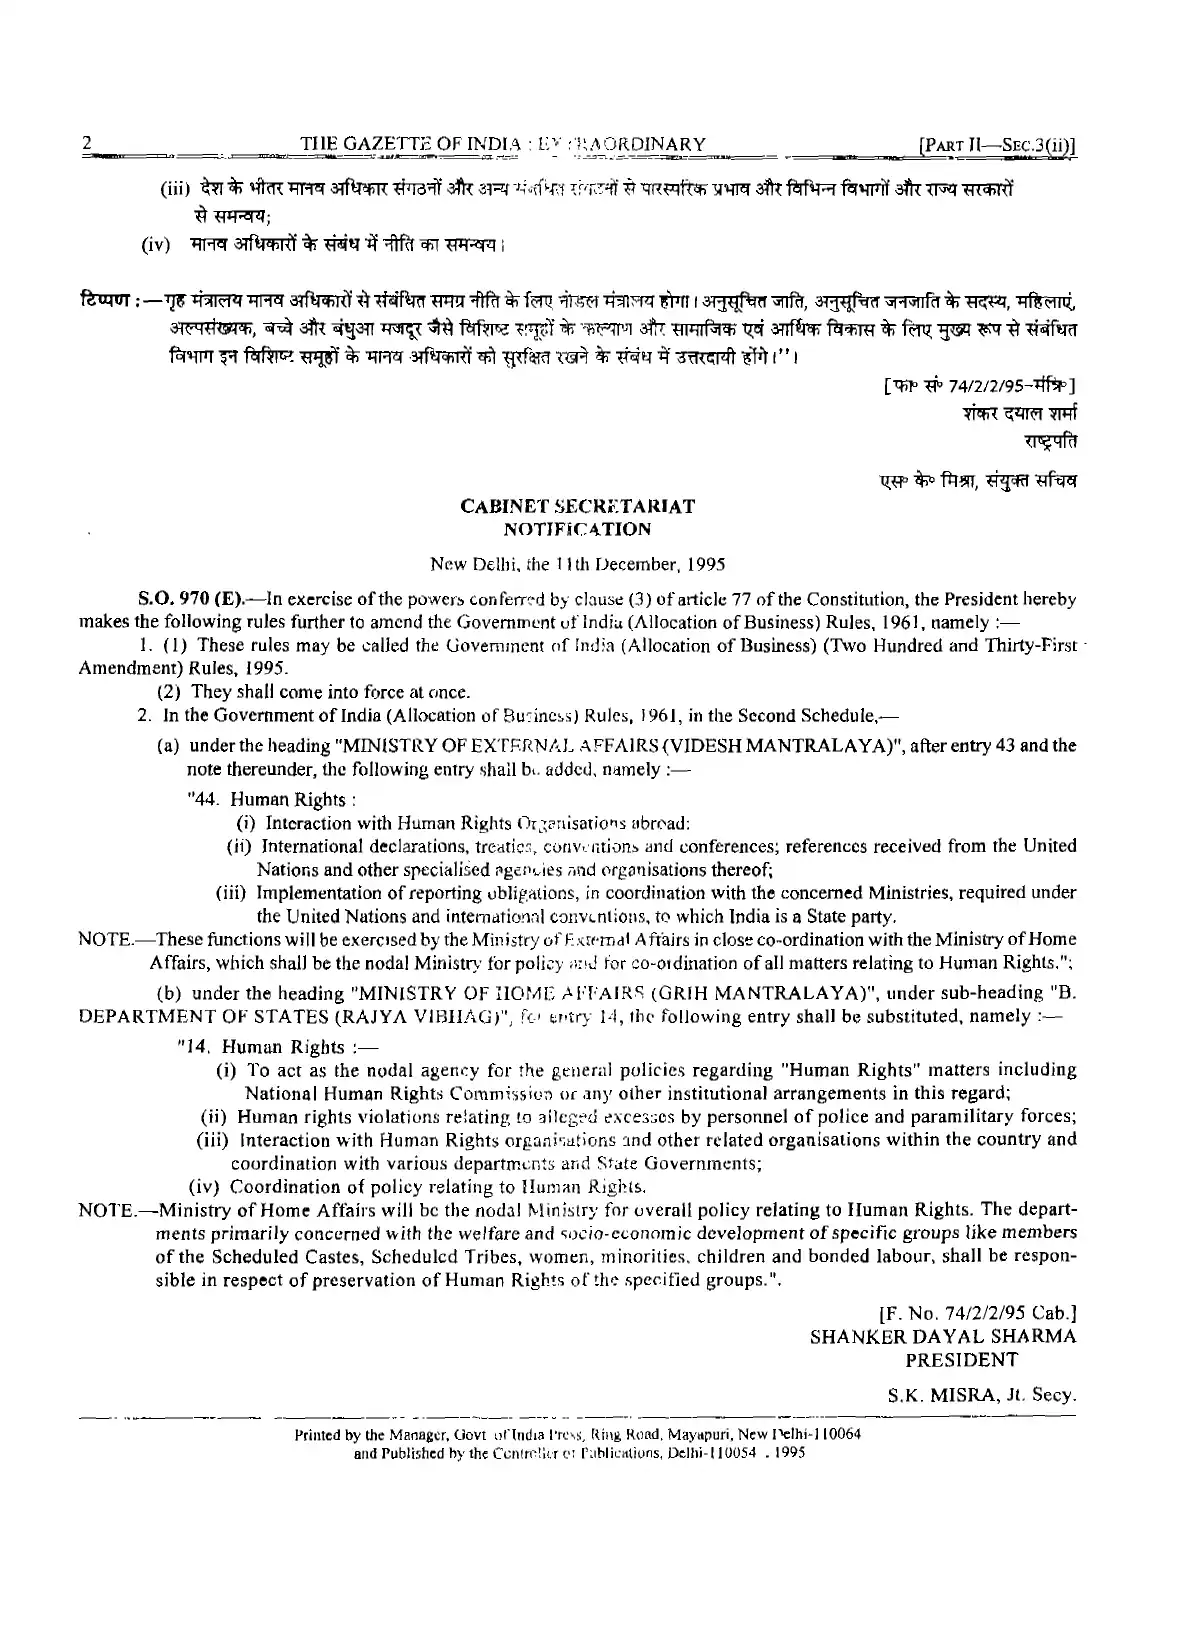 2 THE GAZETTE OF INDIA : EXTRAORDINARY [PART II—SEC.3(ii)]
(iii) देश के भीतर मानव अधिकार संगठनों और अन्य संबंधित संगठनों से पारस्परिक प्रभाव और विभिन्न विभागों और राज्य सरकारों
से समन्वय;
(iv) मानव अधिकारों के संबंध में नीति का समन्वय।
टिप्पण :—गृह मंत्रालय मानव अधिकारों से संबंधित समग्र नीति के लिए नोडल मंत्रालय होगा। अनुसूचित जाति, अनुसूचित जनजाति के सदस्य, महिलाएं,
अल्पसंख्यक, बच्चे और बंधुआ मजदूर जैसे विशिष्ट समूहों के कल्याण और सामाजिक एवं आर्थिक विकास के लिए मुख्य रूप से संबंधित
विभाग इन विशिष्ट समूहों के मानव अधिकारों को सुरक्षित रखने के संबंध में उत्तरदायी होंगे।''।
[फा० सं० 74/2/2/95-मंत्रि०]
शंकर दयाल शर्मा
राष्ट्रपति
एस० के० मिश्रा, संयुक्त सचिव
CABINET SECRETARIAT
NOTIFICATION
New Delhi, the 11th December, 1995
S.O. 970 (E).—In exercise of the powers conferred by clause (3) of article 77 of the Constitution, the President hereby
makes the following rules further to amend the Government of India (Allocation of Business) Rules, 1961, namely :—
1. (1) These rules may be called the Government of India (Allocation of Business) (Two Hundred and Thirty-First
Amendment) Rules, 1995.
(2) They shall come into force at once.
2. In the Government of India (Allocation of Business) Rules, 1961, in the Second Schedule,—
(a) under the heading "MINISTRY OF EXTERNAL AFFAIRS (VIDESH MANTRALAYA)", after entry 43 and the
note thereunder, the following entry shall be added, namely :—
"44. Human Rights :
(i) Interaction with Human Rights Organisations abroad;
(ii) International declarations, treaties, conventions and conferences; references received from the United
Nations and other specialised agencies and organisations thereof;
(iii) Implementation of reporting obligations, in coordination with the concerned Ministries, required under
the United Nations and international conventions, to which India is a State party.
NOTE.—These functions will be exercised by the Ministry of External Affairs in close co-ordination with the Ministry of Home
Affairs, which shall be the nodal Ministry for policy and for co-ordination of all matters relating to Human Rights.";
(b) under the heading "MINISTRY OF HOME AFFAIRS (GRIH MANTRALAYA)", under sub-heading "B.
DEPARTMENT OF STATES (RAJYA VIBHAG)", for entry 14, the following entry shall be substituted, namely :—
"14. Human Rights :—
(i) To act as the nodal agency for the general policies regarding "Human Rights" matters including
National Human Rights Commission or any other institutional arrangements in this regard;
(ii) Human rights violations relating to alleged excesses by personnel of police and paramilitary forces;
(iii) Interaction with Human Rights organisations and other related organisations within the country and
coordination with various departments and State Governments;
(iv) Coordination of policy relating to Human Rights.
NOTE.—Ministry of Home Affairs will be the nodal Ministry for overall policy relating to Human Rights. The depart-
ments primarily concerned with the welfare and socio-economic development of specific groups like members
of the Scheduled Castes, Scheduled Tribes, women, minorities, children and bonded labour, shall be respon-
sible in respect of preservation of Human Rights of the specified groups.".
[F. No. 74/2/2/95 Cab.]
SHANKER DAYAL SHARMA
PRESIDENT
S.K. MISRA, Jt. Secy.
Printed by the Manager, Govt of India Press, Ring Road, Mayapuri, New Delhi-110064
and Published by the Controller of Publications, Delhi-110054 . 1995